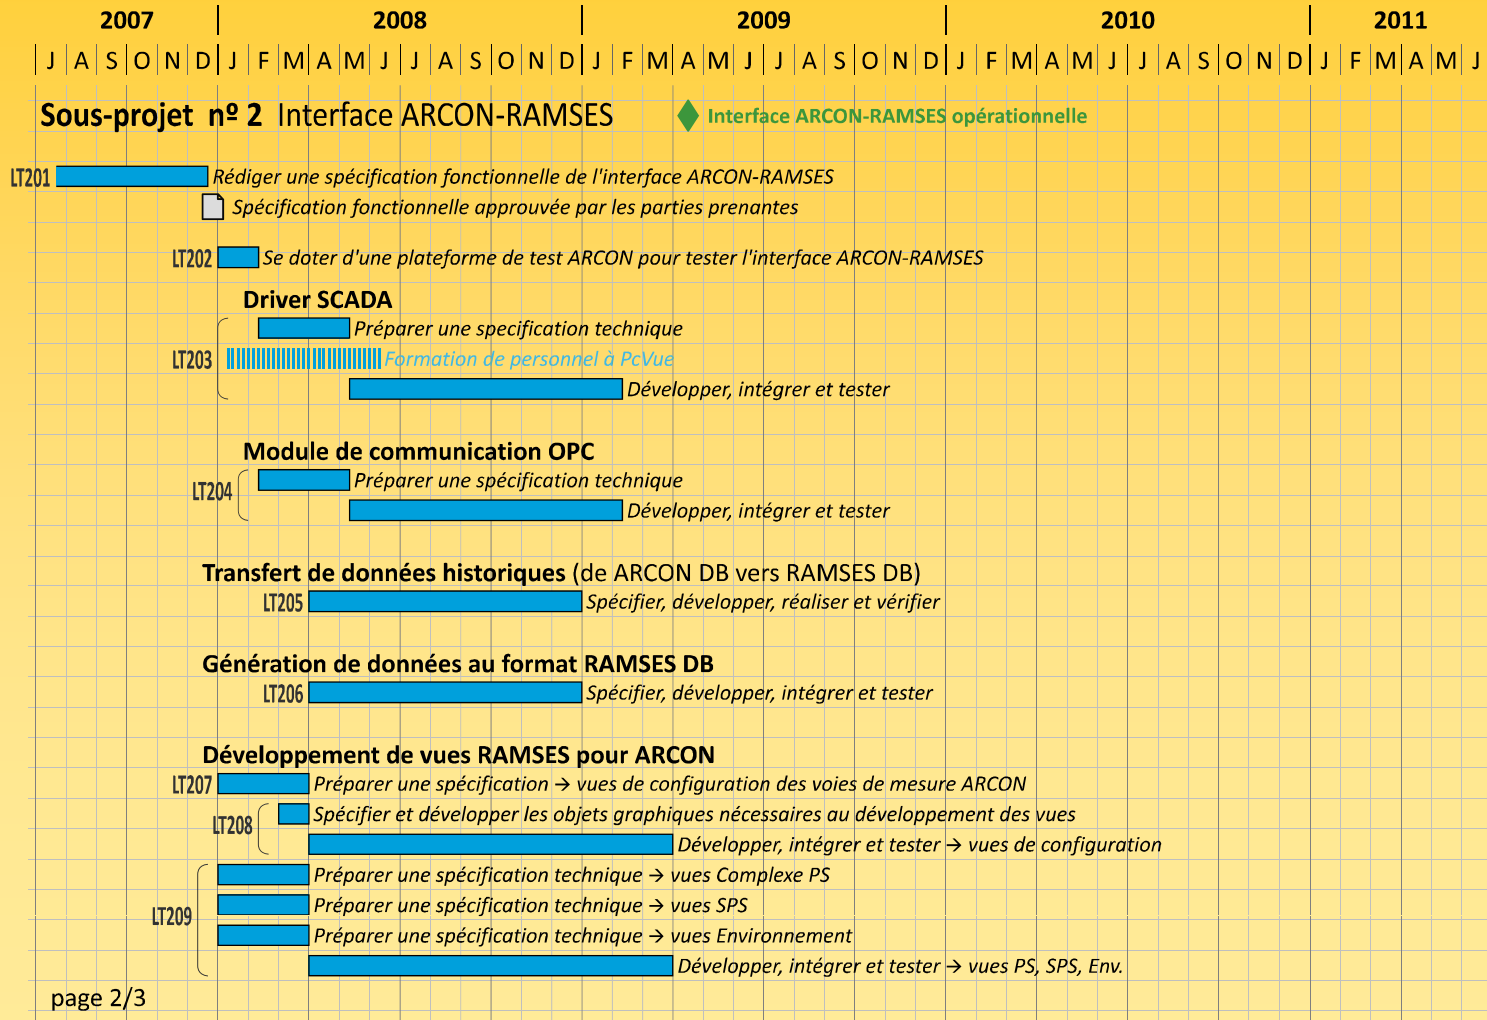 2007 2008 2009 2010 2011
J A S O N D J F M A M J J A S O N D J F M A M J J A S O N D J F M A M J J A S O N D J F M A M J
Sous-projet nº 2 Interface ARCON-RAMSES
Interface ARCON-RAMSES opérationnelle
LT201 Rédiger une spécification fonctionnelle de l'interface ARCON-RAMSES
Spécification fonctionnelle approuvée par les parties prenantes
LT202 Se doter d'une plateforme de test ARCON pour tester l'interface ARCON-RAMSES
Driver SCADA
Préparer une specification technique
LT203 Formation de personnel à PcVue
Développer, intégrer et tester
Module de communication OPC
Préparer une spécification technique
LT204
Développer, intégrer et tester
Transfert de données historiques (de ARCON DB vers RAMSES DB)
LT205 Spécifier, développer, réaliser et vérifier
Génération de données au format RAMSES DB
LT206 Spécifier, développer, intégrer et tester
Développement de vues RAMSES pour ARCON
LT207 Préparer une spécification → vues de configuration des voies de mesure ARCON
Spécifier et développer les objets graphiques nécessaires au développement des vues
LT208
Développer, intégrer et tester → vues de configuration
Préparer une spécification technique → vues Complexe PS
Préparer une spécification technique → vues SPS
LT209
Préparer une spécification technique → vues Environnement
Développer, intégrer et tester → vues PS, SPS, Env.
page 2/3